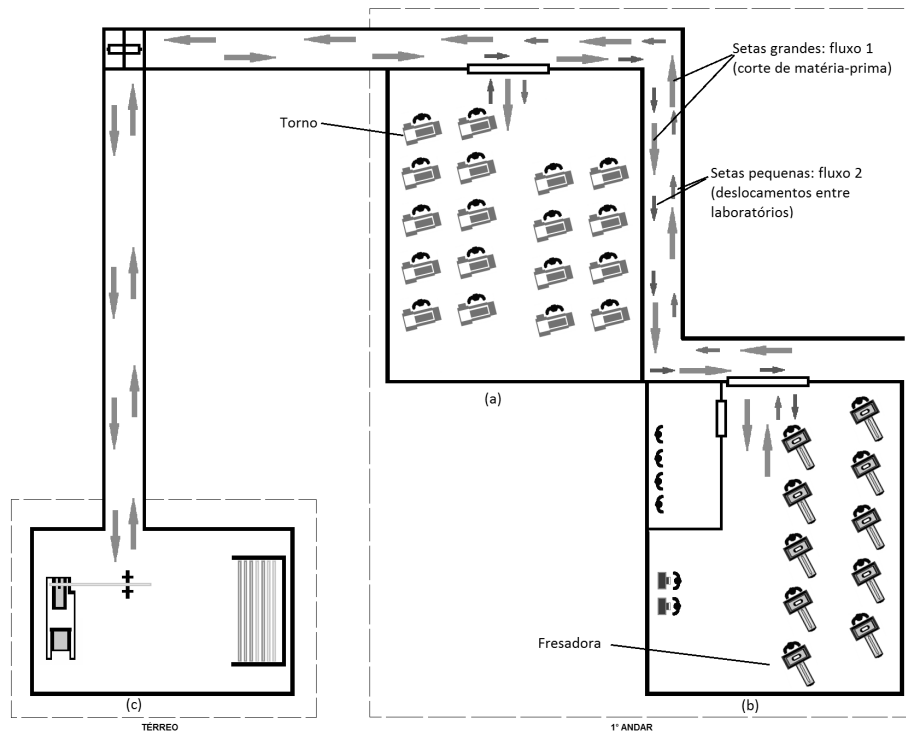 Setas grandes: fluxo 1
(corte de matéria-prima)
Torno
Setas pequenas: fluxo 2
(deslocamentos entre
laboratórios)
(a)
Fresadora
(c)
(b)
TÉRREO
1º ANDAR